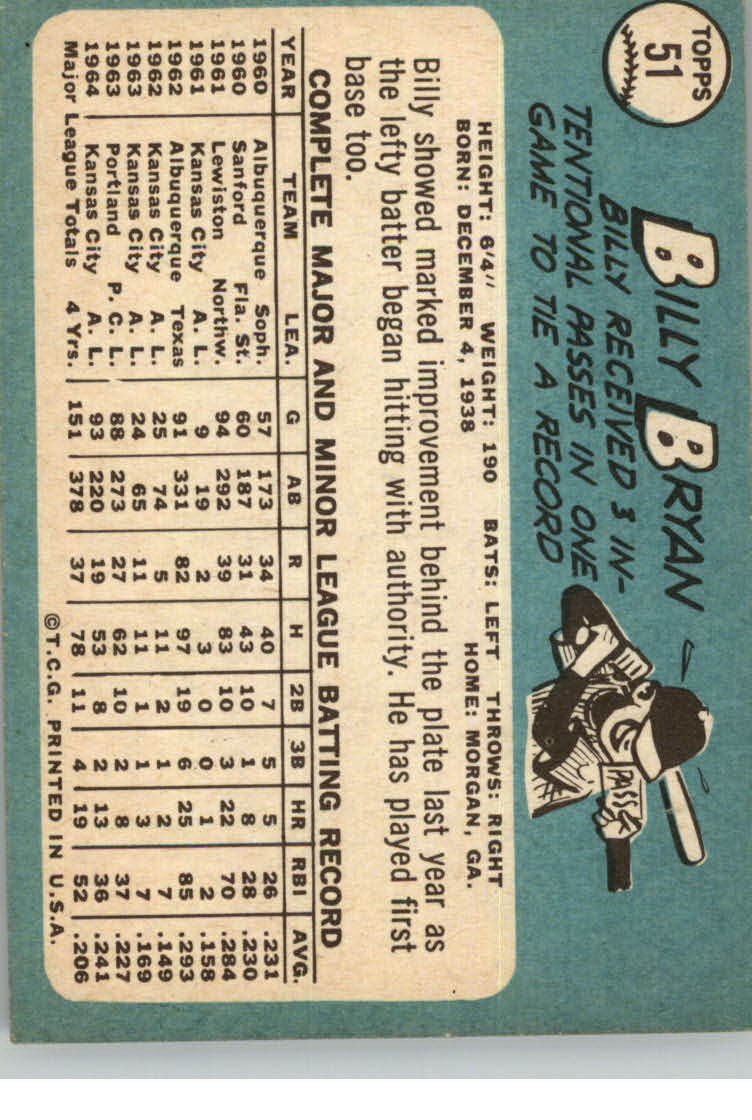 TOPPS
51
BILLY BRYAN
BILLY RECEIVED 3 IN-
TENTIONAL PASSES IN ONE
GAME TO TIE A RECORD
PASS
HEIGHT: 6'4" WEIGHT: 190 BATS: LEFT THROWS: RIGHT
BORN: DECEMBER 4, 1938 HOME: MORGAN, GA.
Billy showed marked improvement behind the plate last year as
the lefty batter began hitting with authority. He has played first
base too.
COMPLETE MAJOR AND MINOR LEAGUE BATTING RECORD
YEAR TEAM LEA. G AB R H 2B 3B HR RBI AVG.
1960 Albuquerque Soph. 57 173 34 40 7 5 5 26 .231
1960 Sanford Fla. St. 60 187 31 43 10 1 8 28 .230
1961 Lewiston Northw. 94 292 39 83 10 3 22 70 .284
1961 Kansas City A. L. 9 19 2 3 0 0 1 2 .158
1962 Albuquerque Texas 91 331 82 97 19 6 25 85 .293
1962 Kansas City A. L. 25 74 5 11 2 1 2 7 .149
1963 Kansas City A. L. 24 65 11 11 1 1 3 7 .169
1963 Portland P. C. L. 88 273 27 62 10 2 8 37 .227
1964 Kansas City A. L. 93 220 19 53 8 2 13 36 .241
Major League Totals 4 Yrs. 151 378 37 78 11 4 19 52 .206
©T.C.G. PRINTED IN U.S.A.